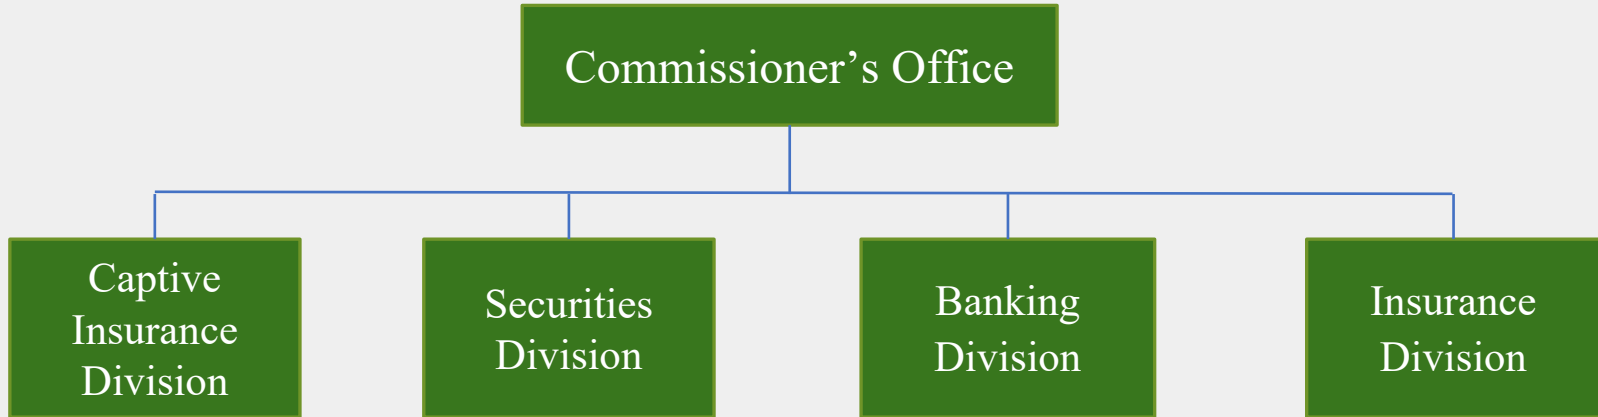 Commissioner’s Office
Captive
Insurance
Division
Securities
Division
Banking
Division
Insurance
Division